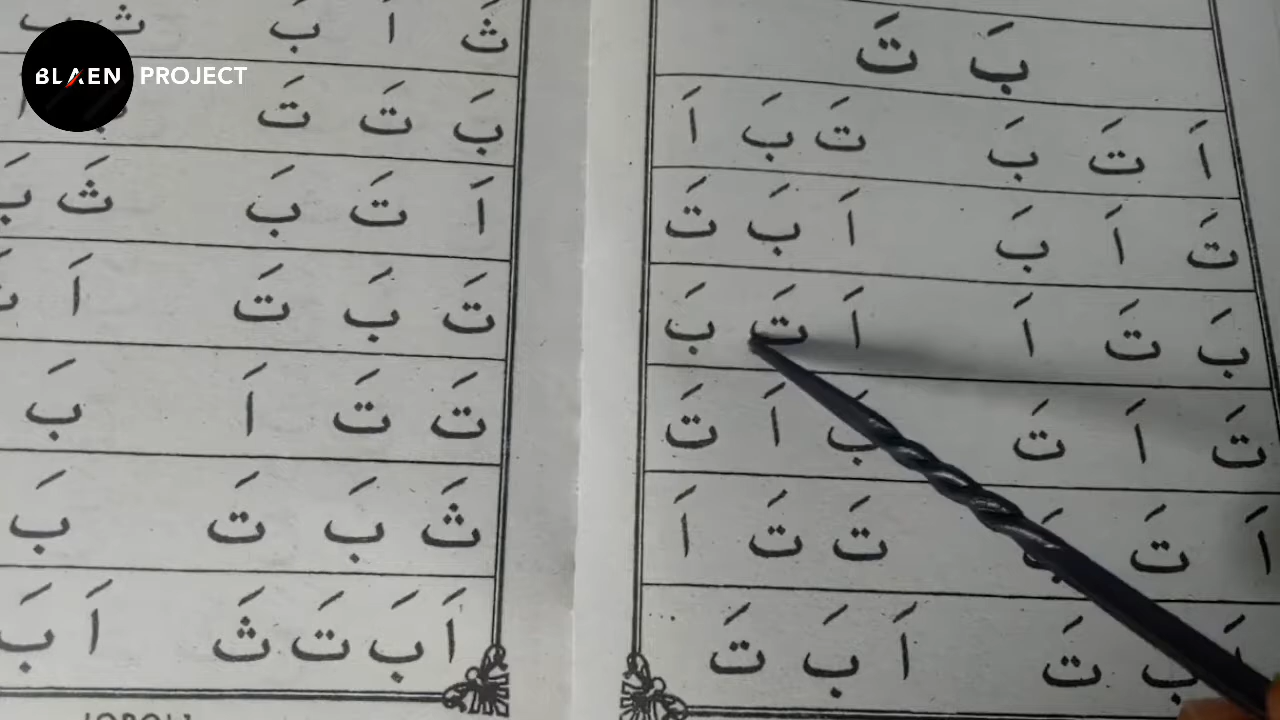 BLAEN PROJECT
بَ تَ
اَ تَ بَ تَ بَ اَ
تَ اَ بَ اَ بَ تَ
بَ تَ اَ اَ تَ بَ
تَ اَ تَ بَ اَ تَ
اَ تَ بَ تَ تَ اَ
اَ بَ تَ اَ بَ تَ
ثَ اَ بَ
بَ تَ تَ
اَ تَ بَ ثَ بَ
تَ بَ تَ اَ
تَ تَ اَ بَ
ثَ بَ تَ بَ
اَ بَ تَ ثَ اَ بَ